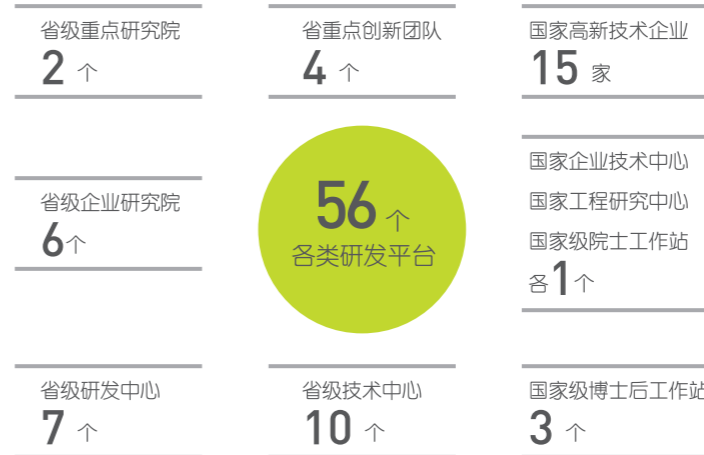 省级重点研究院
2 个
省重点创新团队
4 个
国家高新技术企业
15 家
省级企业研究院
6个
56 个
各类研发平台
国家企业技术中心
国家工程研究中心
国家级院士工作站
各1个
省级研发中心
7 个
省级技术中心
10 个
国家级博士后工作站
3 个